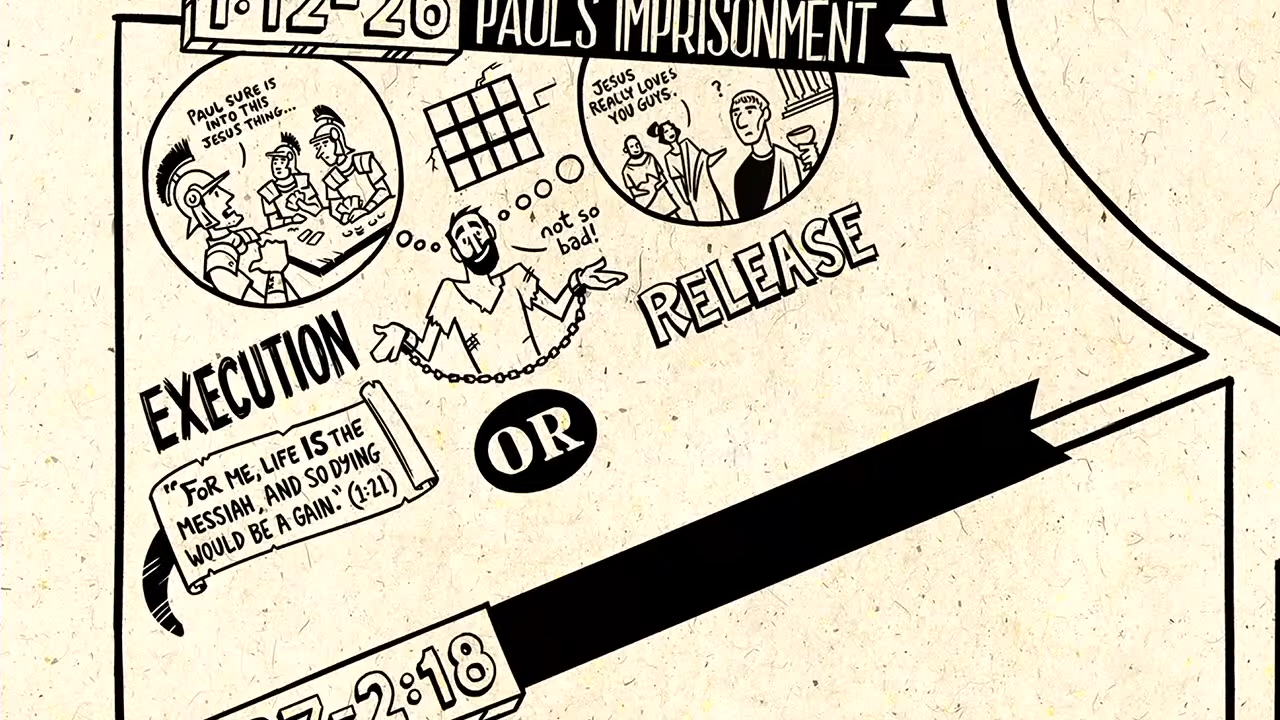 1:12-26
PAUL'S IMPRISONMENT
PAUL SURE IS
INTO THIS
JESUS THING...
JESUS
REALLY LOVES
YOU GUYS.
?
not so
bad!
EXECUTION
RELEASE
OR
"FOR ME, LIFE IS THE
MESSIAH, AND SO DYING
WOULD BE A GAIN." (1:21)
27-2:18